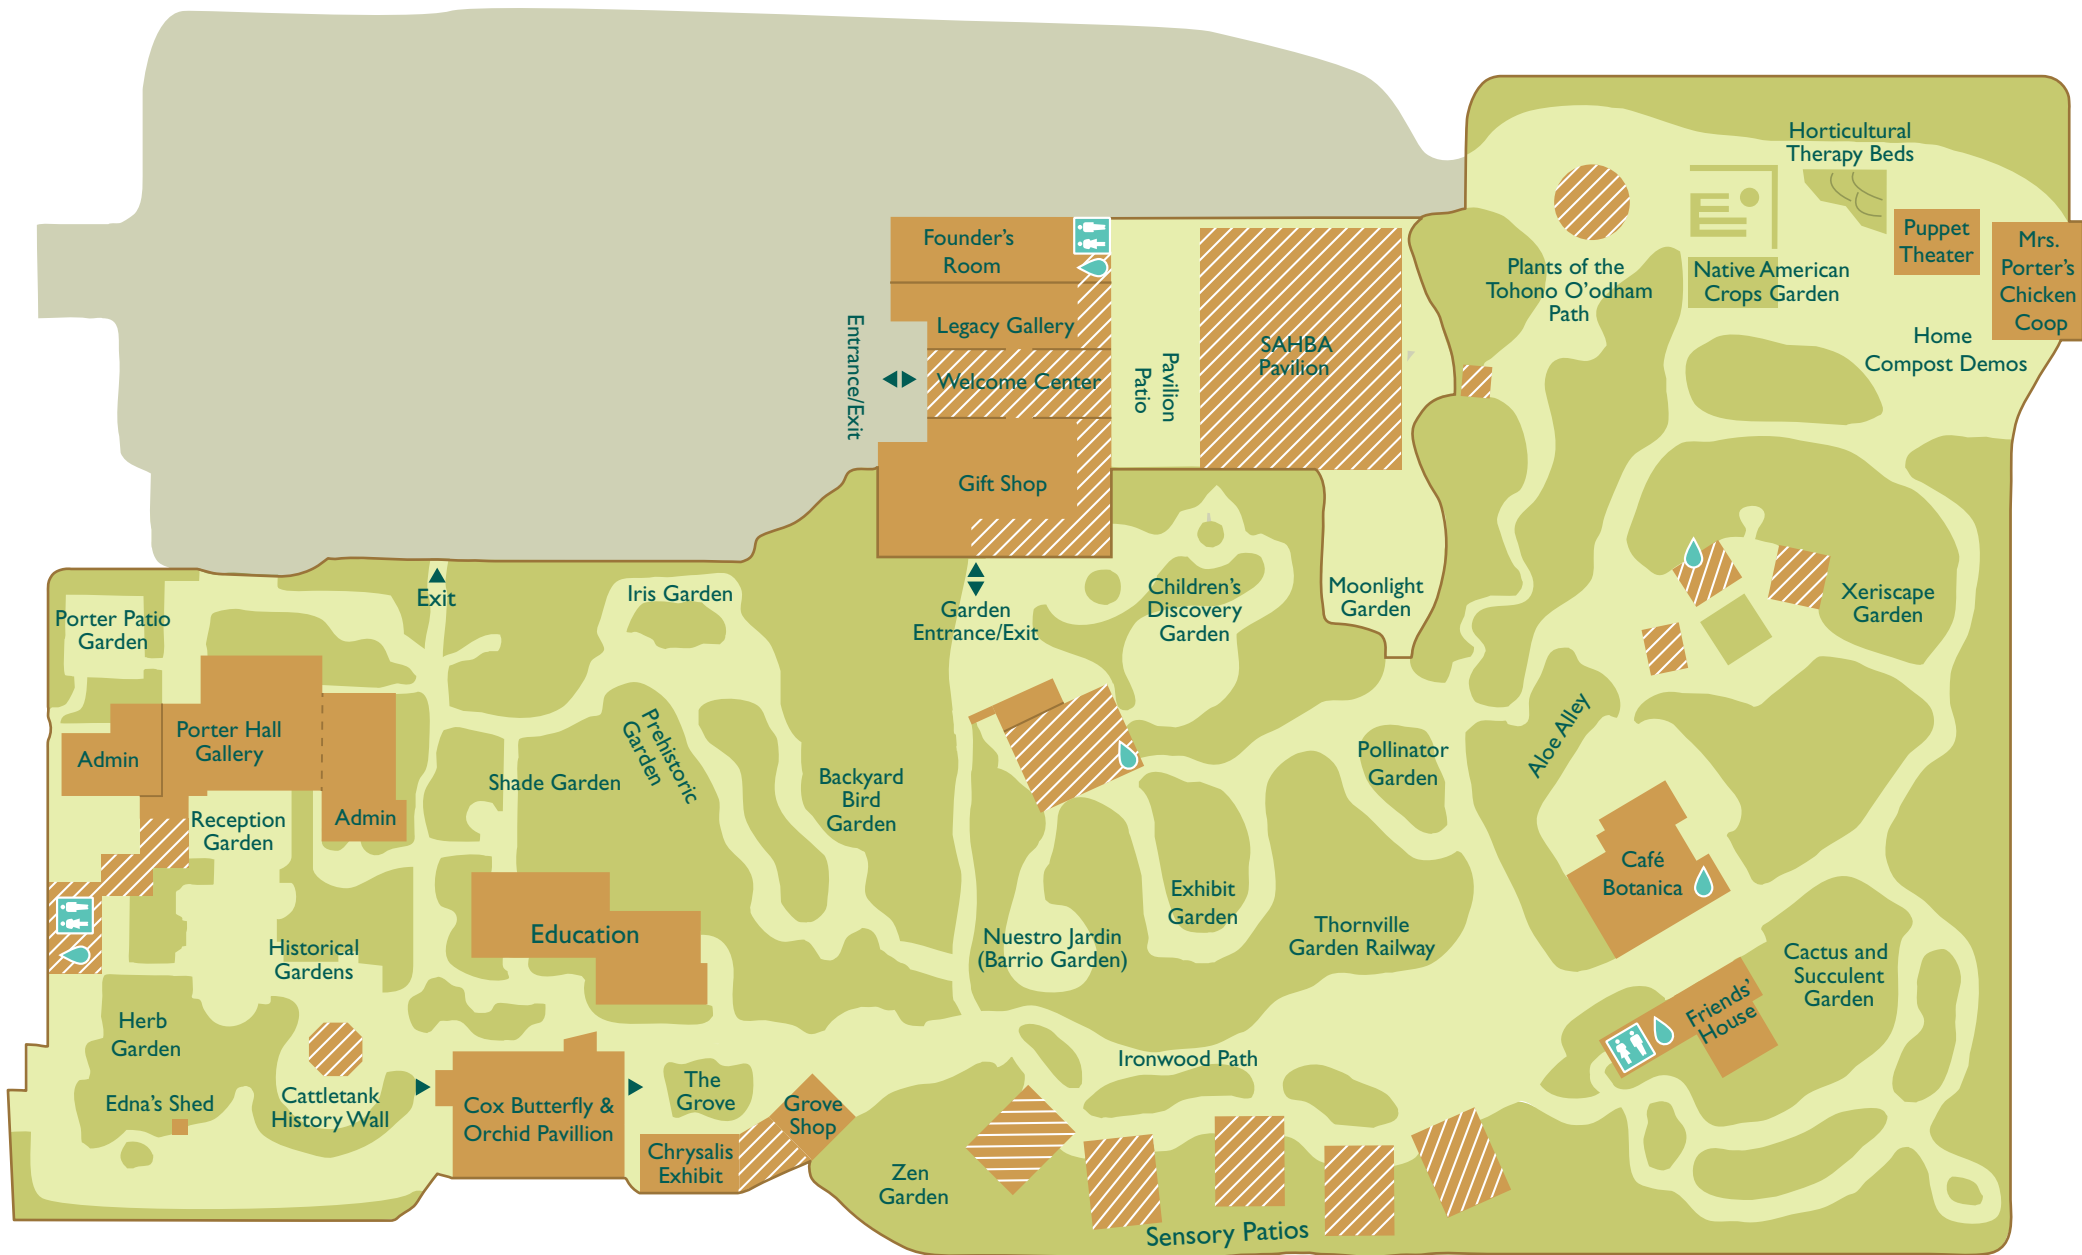 Horticultural
Therapy Beds
Founder's
Room
Puppet
Theater
Mrs.
Porter's
Chicken
Coop
Plants of the
Tohono O'odham
Path
Native American
Crops Garden
Legacy Gallery
Entrance/Exit
Welcome Center
Pavilion
Patio
SAHBA
Pavilion
Home
Compost Demos
Gift Shop
Exit
Iris Garden
Garden
Entrance/Exit
Children's
Discovery
Garden
Moonlight
Garden
Xeriscape
Garden
Porter Patio
Garden
Porter Hall
Gallery
Admin
Prehistoric
Garden
Shade Garden
Backyard
Bird
Garden
Pollinator
Garden
Aloe Alley
Reception
Garden
Admin
Café
Botanica
Exhibit
Garden
Education
Nuestro Jardin
(Barrio Garden)
Thornville
Garden Railway
Historical
Gardens
Cactus and
Succulent
Garden
Friends'
House
Herb
Garden
Ironwood Path
Edna's Shed
Cattletank
History Wall
Cox Butterfly &
Orchid Pavillion
The
Grove
Grove
Shop
Chrysalis
Exhibit
Zen
Garden
Sensory Patios